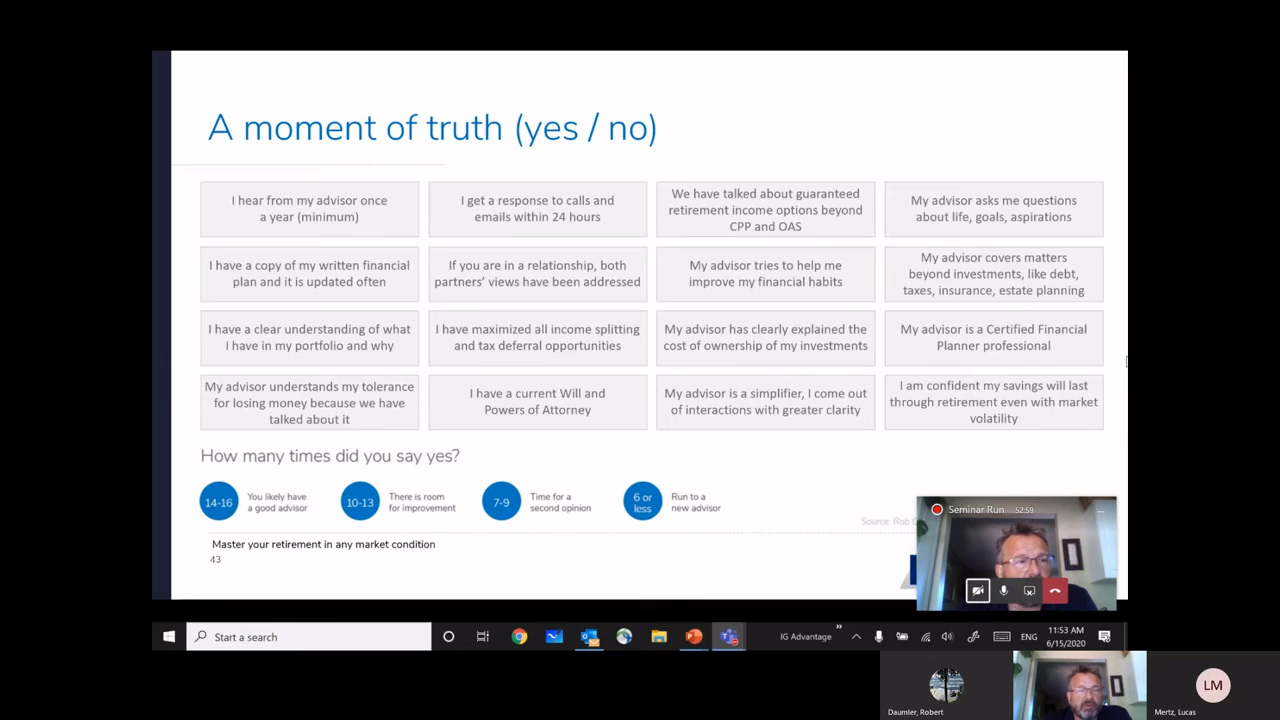 A moment of truth (yes / no)
I hear from my advisor once
a year (minimum)
I get a response to calls and
emails within 24 hours
We have talked about guaranteed
retirement income options beyond
CPP and OAS
My advisor asks me questions
about life, goals, aspirations
I have a copy of my written financial
plan and it is updated often
If you are in a relationship, both
partners' views have been addressed
My advisor tries to help me
improve my financial habits
My advisor covers matters
beyond investments, like debt,
taxes, insurance, estate planning
I have a clear understanding of what
I have in my portfolio and why
I have maximized all income splitting
and tax deferral opportunities
My advisor has clearly explained the
cost of ownership of my investments
My advisor is a Certified Financial
Planner professional
My advisor understands my tolerance
for losing money because we have
talked about it
I have a current Will and
Powers of Attorney
My advisor is a simplifier, I come out
of interactions with greater clarity
I am confident my savings will last
through retirement even with market
volatility
How many times did you say yes?
14-16
You likely have
a good advisor
10-13
There is room
for improvement
7-9
Time for a
second opinion
6 or
less
Run to a
new advisor
Source: Rob
Master your retirement in any market condition
43
Seminar Run 52:59
Start a search
IG Advantage
ENG
11:53 AM
6/15/2020
Daumler, Robert
LM
Mertz, Lucas